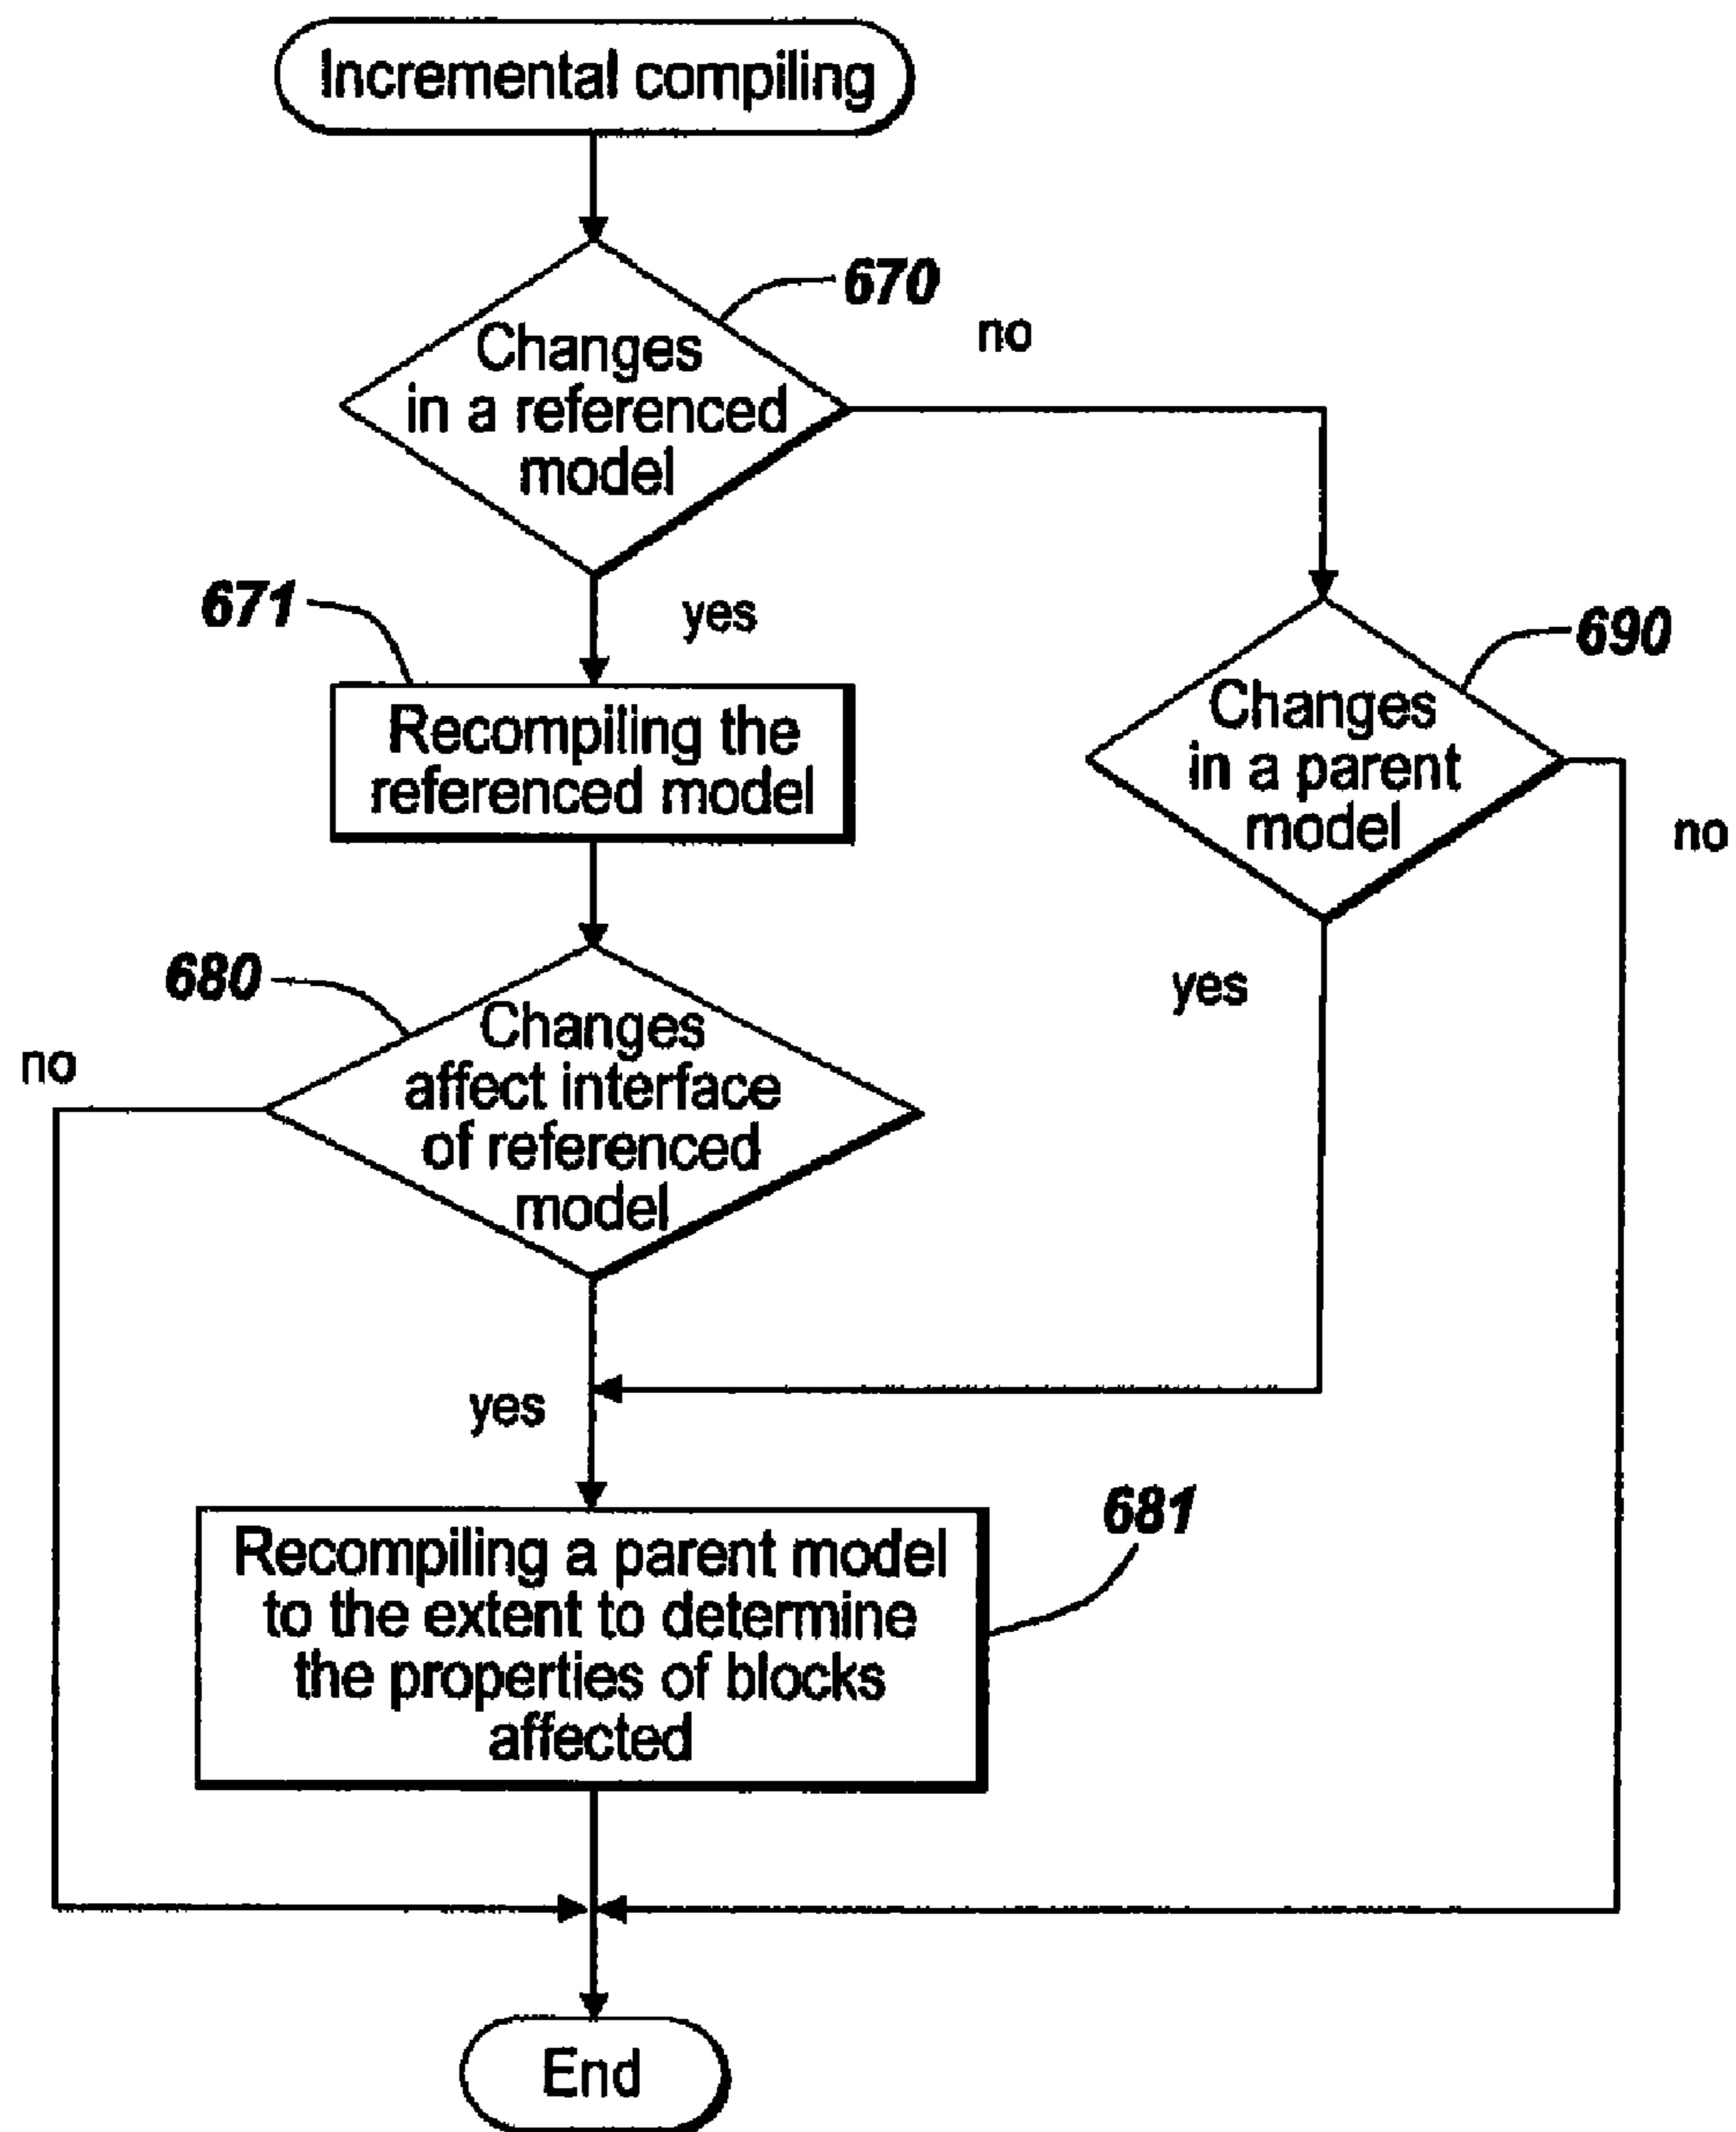 Incremental compiling
670
no
Changes
in a referenced
model
671
yes
690
Recompiling the
referenced model
Changes
in a parent
model
no
680
yes
Changes
affect interface
of referenced
model
no
yes
681
Recompiling a parent model
to the extent to determine
the properties of blocks
affected
End